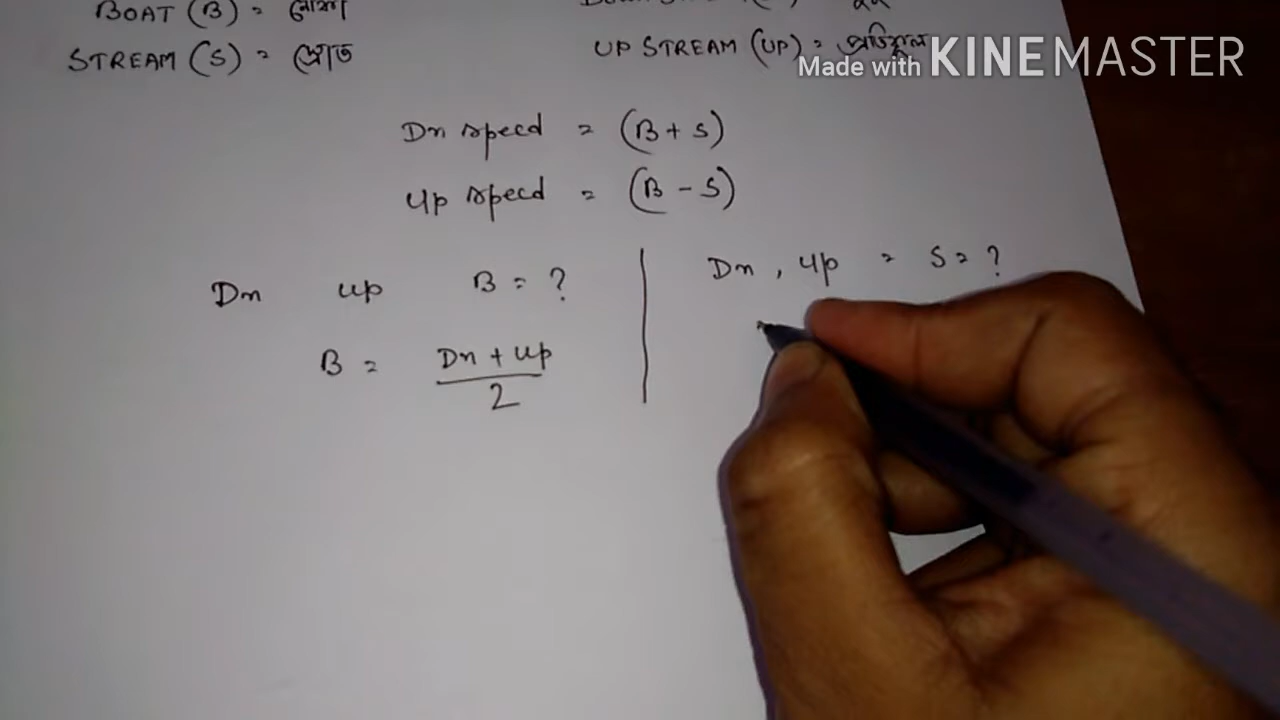 BOAT (B) = নৌকা
STREAM (S) = স্রোত
UP STREAM (UP) = প্রতিকূল
Made with KINEMASTER
Dn speed = (B + S)
Up speed = (B - S)
Dn up B = ?
B = Dn + up
2
Dn , up = S = ?